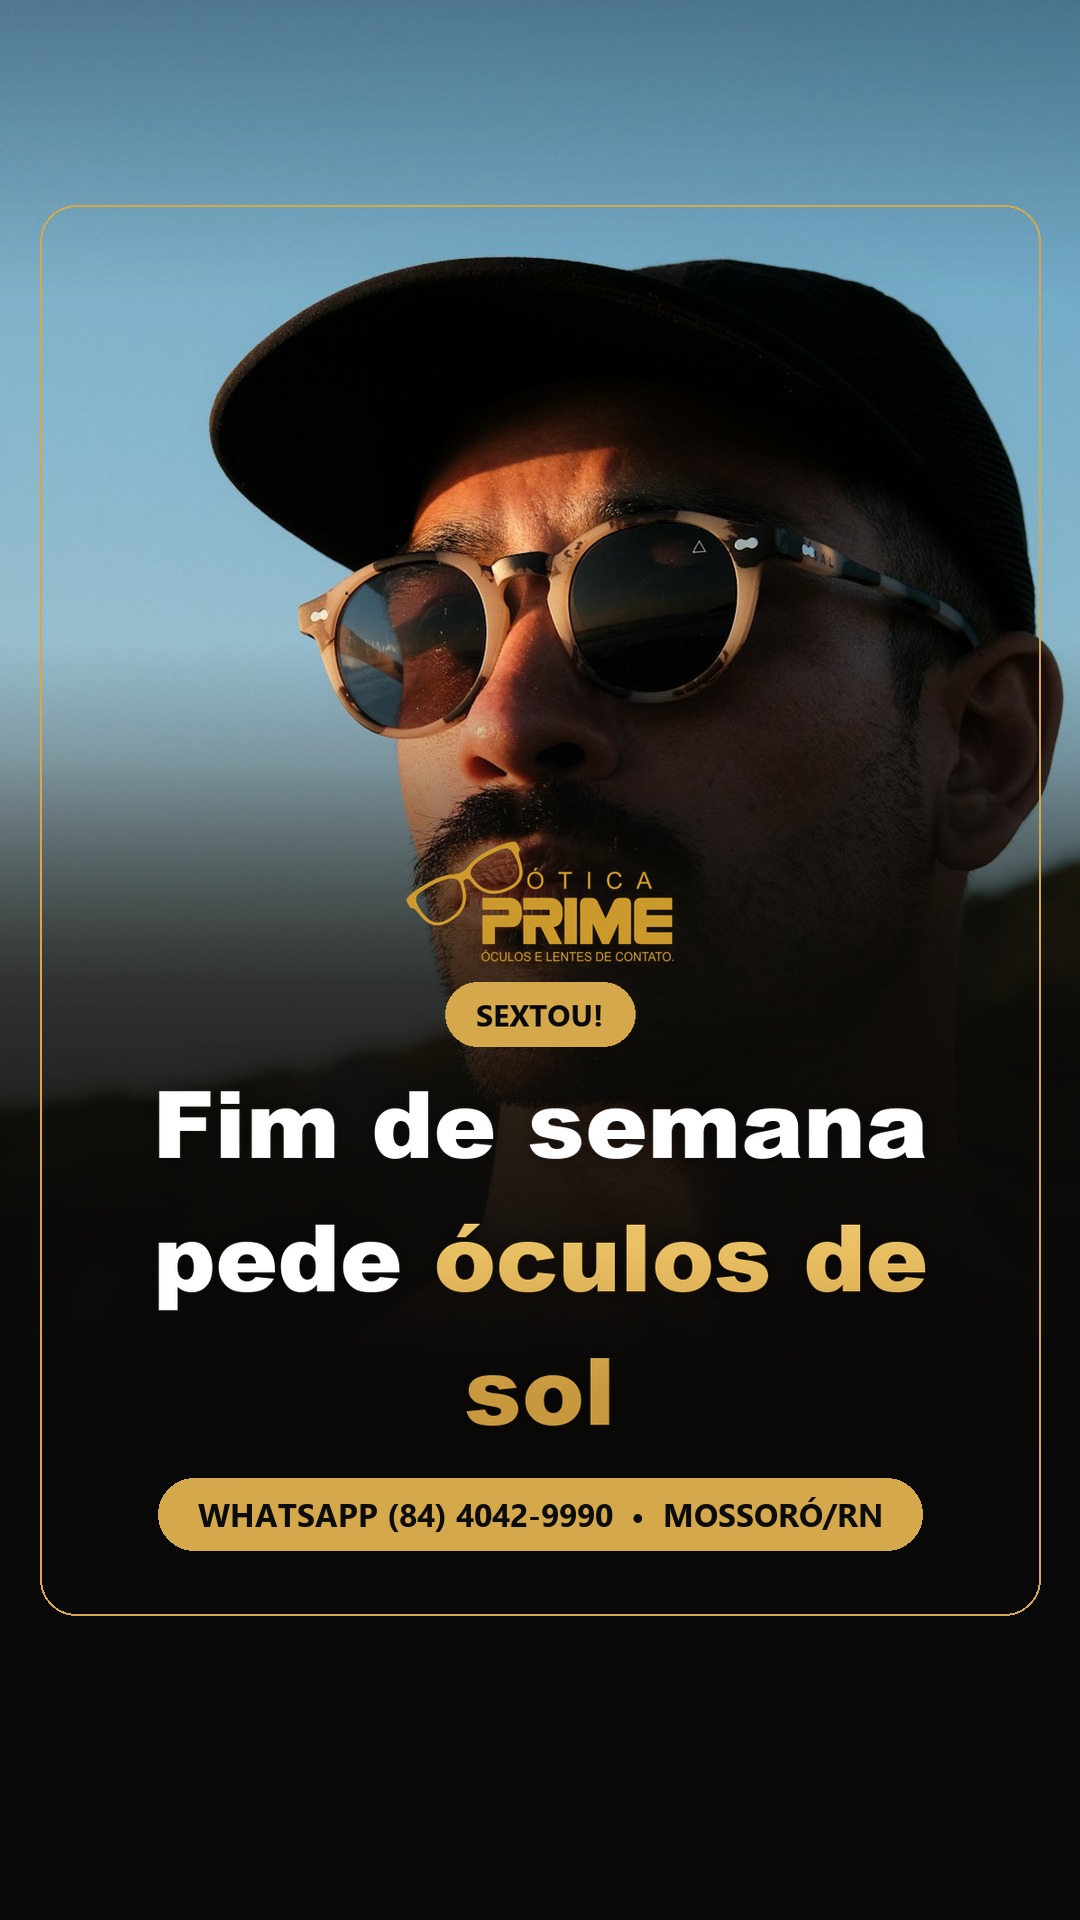 ÓTICA
PRIME
ÓCULOS E LENTES DE CONTATO.
SEXTOU!
Fim de semana
pede óculos de
sol
WHATSAPP (84) 4042-9990 • MOSSORÓ/RN